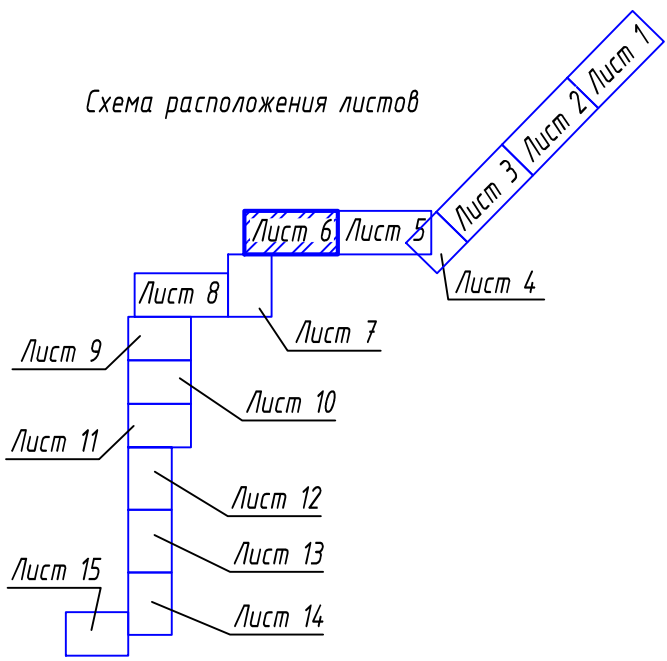 Лист 1
Лист 2
Схема расположения листов
Лист 3
Лист 6
Лист 5
Лист 4
Лист 8
Лист 7
Лист 9
Лист 10
Лист 11
Лист 12
Лист 13
Лист 15
Лист 14